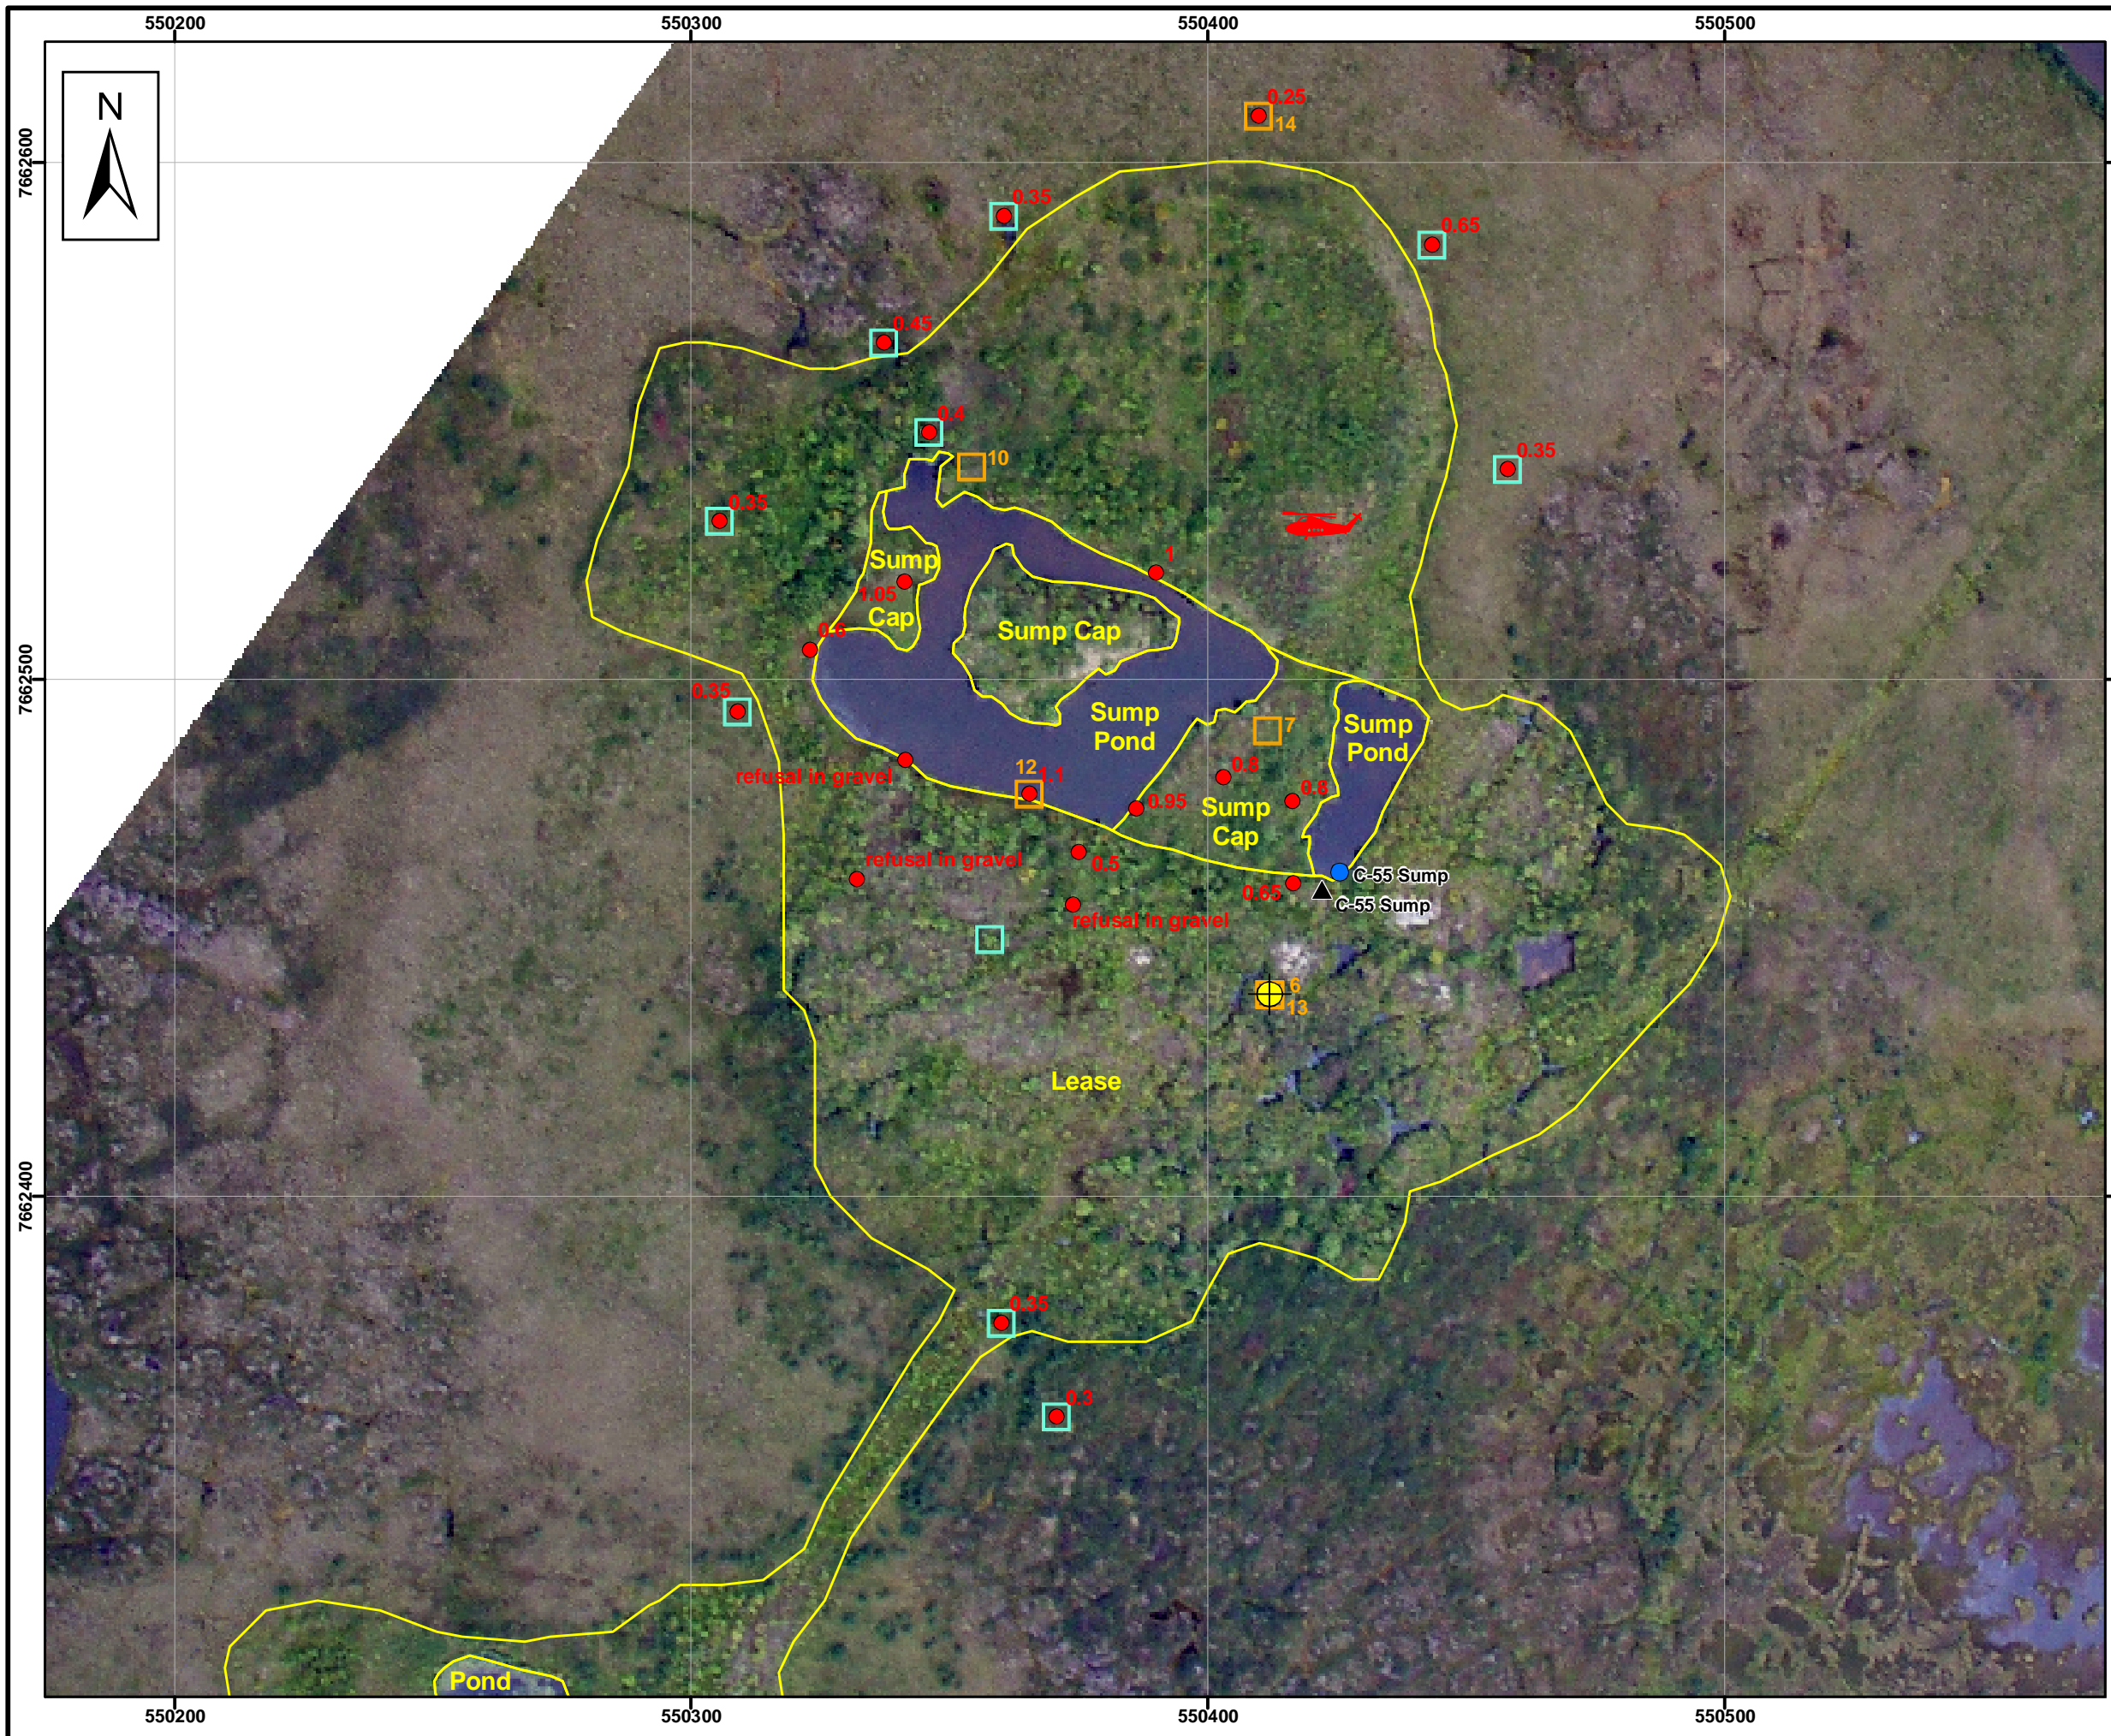 550200
550300
550400
550500
7662600
N
0.25
14
0.35
0.65
0.45
0.4
10
0.35
0.35
Sump
1
1.05
Cap
0.6
Sump Cap
0.35
7662500
Sump
Pond
7
Sump
Pond
refusal in gravel
12
1.1
0.8
0.8
0.95
Sump
Cap
refusal in gravel
0.5
C-55 Sump
0.65
C-55 Sump
refusal in gravel
6
13
Lease
7662400
0.35
0.3
Pond
550200
550300
550400
550500